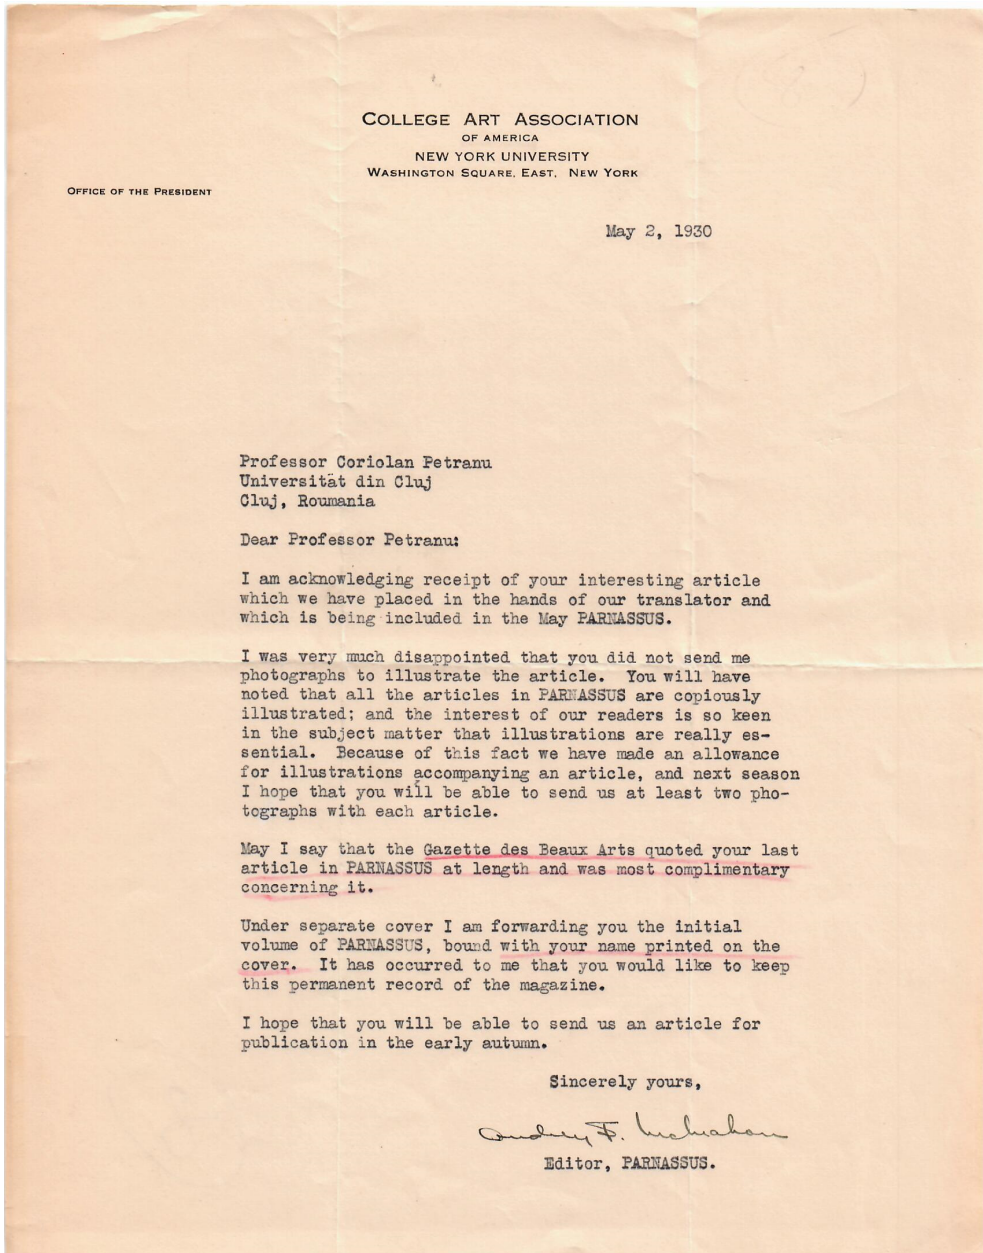 COLLEGE ART ASSOCIATION
OF AMERICA
NEW YORK UNIVERSITY
WASHINGTON SQUARE, EAST, NEW YORK
OFFICE OF THE PRESIDENT
May 2, 1930
Professor Coriolan Petranu
Universität din Cluj
Cluj, Roumania
Dear Professor Petranu:
I am acknowledging receipt of your interesting article
which we have placed in the hands of our translator and
which is being included in the May PARNASSUS.
I was very much disappointed that you did not send me
photographs to illustrate the article. You will have
noted that all the articles in PARNASSUS are copiously
illustrated; and the interest of our readers is so keen
in the subject matter that illustrations are really es-
sential. Because of this fact we have made an allowance
for illustrations accompanying an article, and next season
I hope that you will be able to send us at least two pho-
tographs with each article.
May I say that the Gazette des Beaux Arts quoted your last
article in PARNASSUS at length and was most complimentary
concerning it.
Under separate cover I am forwarding you the initial
volume of PARNASSUS, bound with your name printed on the
cover. It has occurred to me that you would like to keep
this permanent record of the magazine.
I hope that you will be able to send us an article for
publication in the early autumn.
Sincerely yours,
Audrey F. McMahon
Editor, PARNASSUS.